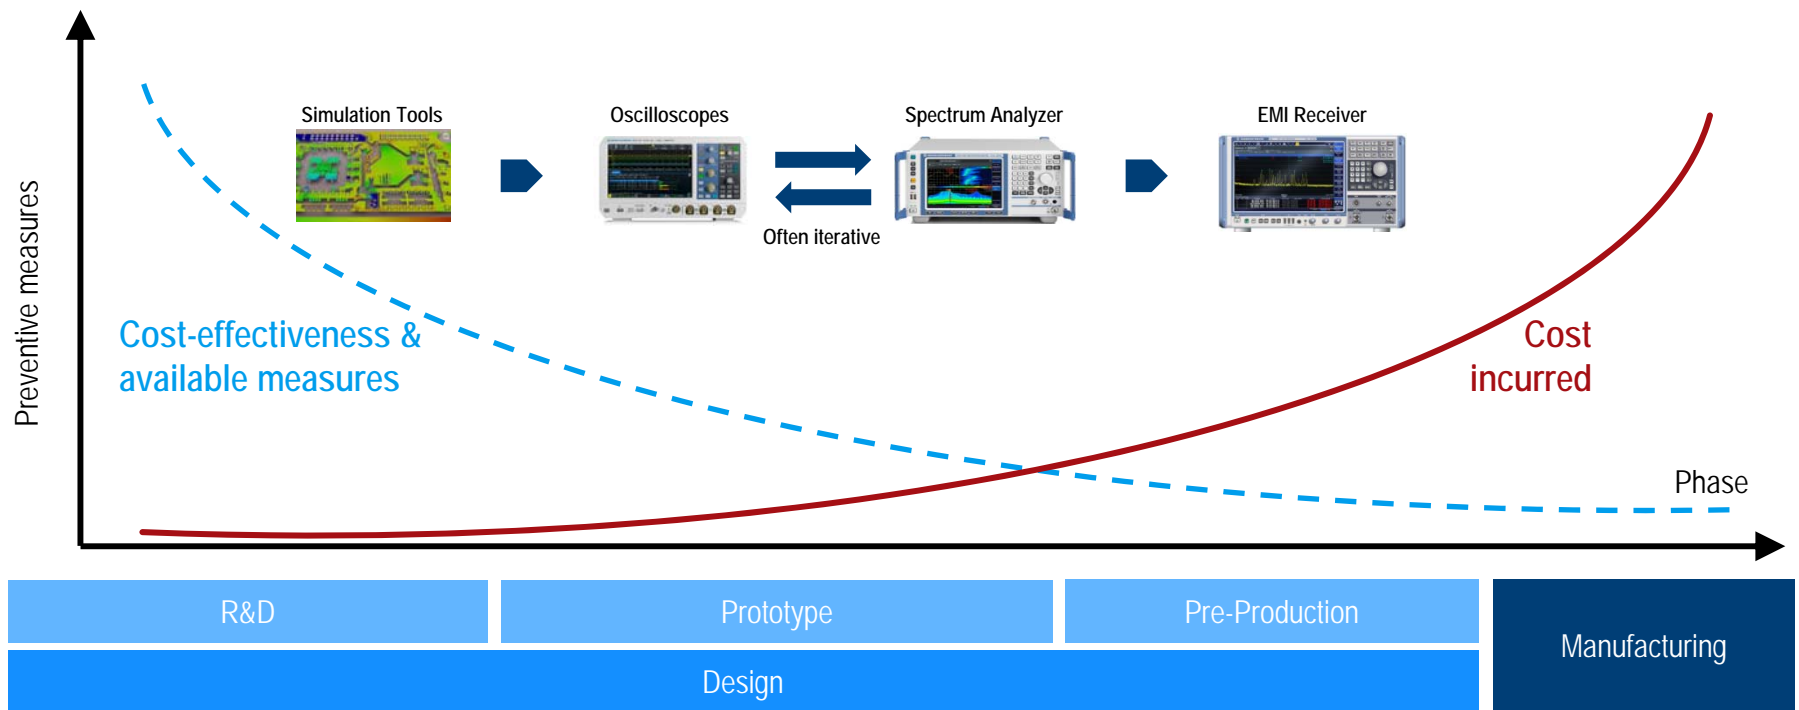 Simulation Tools
Oscilloscopes
Spectrum Analyzer
EMI Receiver
Often iterative
Preventive measures
Cost-effectiveness &
available measures
Cost
incurred
Phase
R&D
Prototype
Pre-Production
Manufacturing
Design